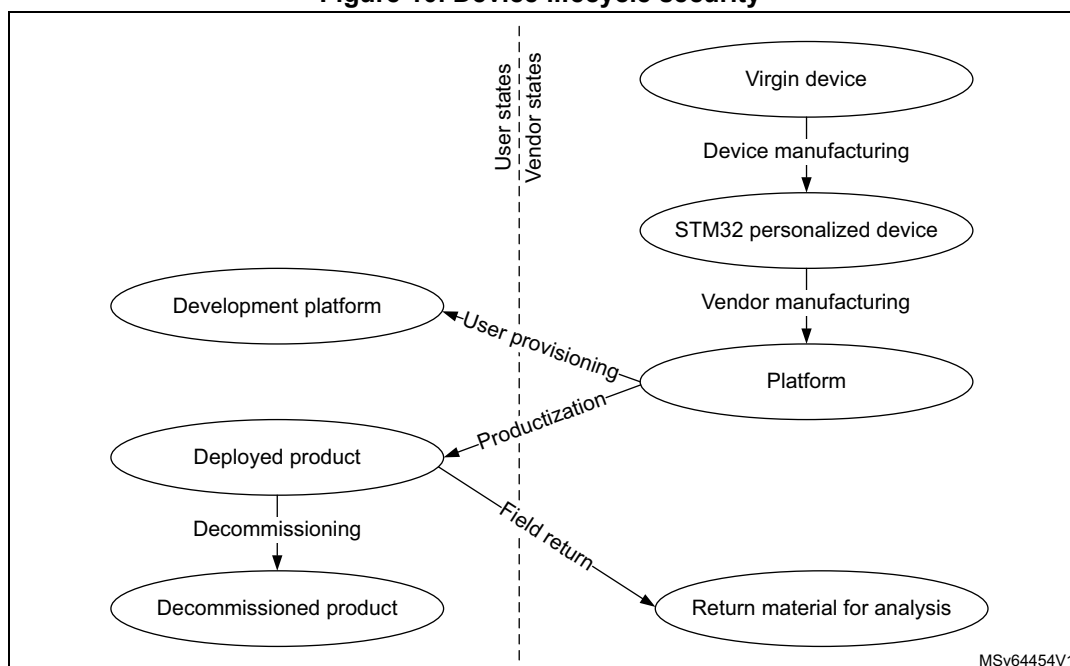 Figure 10. Device lifecycle security
User states
Vendor states
Virgin device
Device manufacturing
STM32 personalized device
Vendor manufacturing
Development platform
User provisioning
Platform
Productization
Deployed product
Decommissioning
Field return
Decommissioned product
Return material for analysis
MSv64454V1